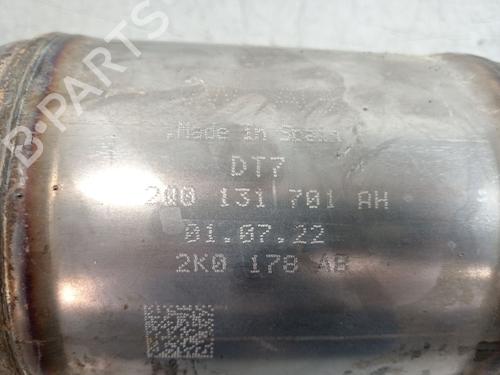 Made in Spain
DT7
2Q0 131 701 AH
01.07.22
2K0 178 AB
B-PARTS